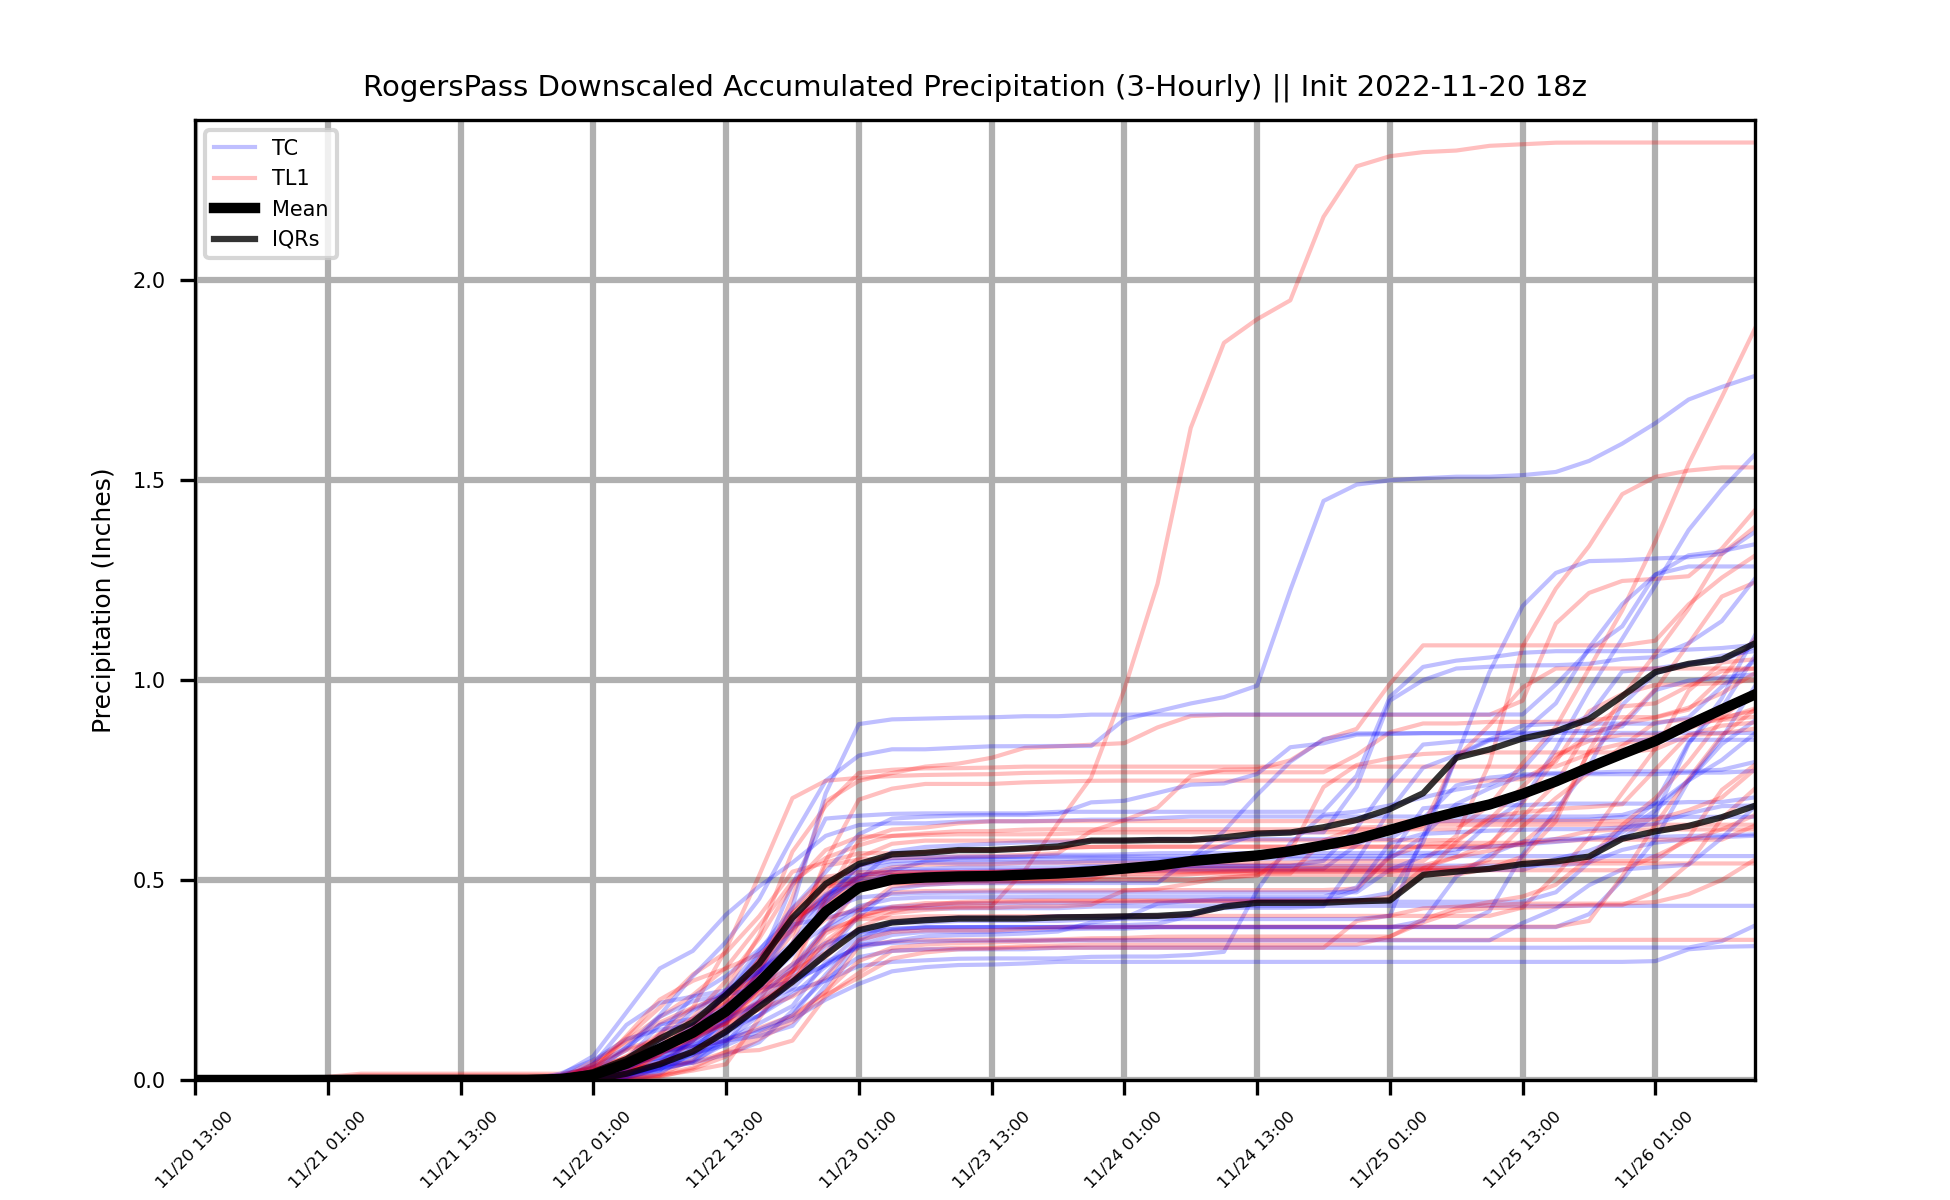 RogersPass Downscaled Accumulated Precipitation (3-Hourly) || Init 2022-11-20 18z
TC
TL1
Mean
IQRs
Precipitation (Inches)
2.0
1.5
1.0
0.5
0.0
11/20 13:00
11/21 01:00
11/21 13:00
11/22 01:00
11/22 13:00
11/23 01:00
11/23 13:00
11/24 01:00
11/24 13:00
11/25 01:00
11/25 13:00
11/26 01:00